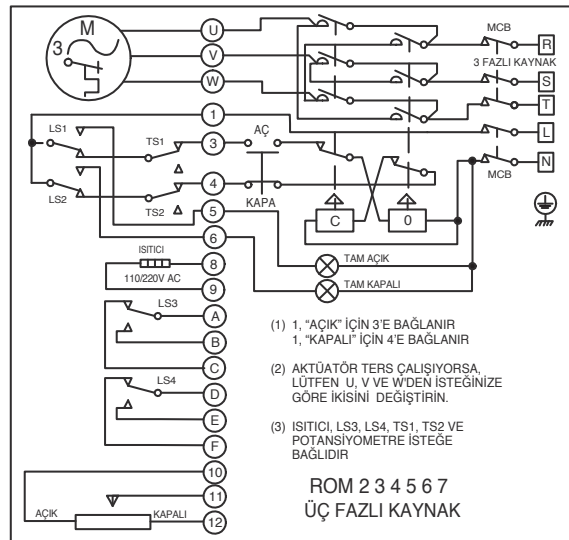 M
3
U
V
W
MCB
R
3 FAZLI KAYNAK
S
T
L
N
MCB
1
LS1
TS1
3
AÇ
4
KAPA
LS2
TS2
5
C
0
6
ISITICI
8
110/220V AC
9
TAM AÇIK
TAM KAPALI
LS3
A
B
C
LS4
D
E
F
10
11
AÇIK
KAPALI
12
(1) 1, “AÇIK” İÇİN 3’E BAĞLANIR
1, “KAPALI” İÇİN 4’E BAĞLANIR
(2) AKTÜATÖR TERS ÇALIŞIYORSA,
LÜTFEN U, V VE W'DEN İSTEĞİNİZE
GÖRE İKİSİNİ DEĞİŞTİRİN.
(3) ISITICI, LS3, LS4, TS1, TS2 VE
POTANSİYOMETRE İSTEĞE
BAĞLIDIR
ROM 2 3 4 5 6 7
ÜÇ FAZLI KAYNAK